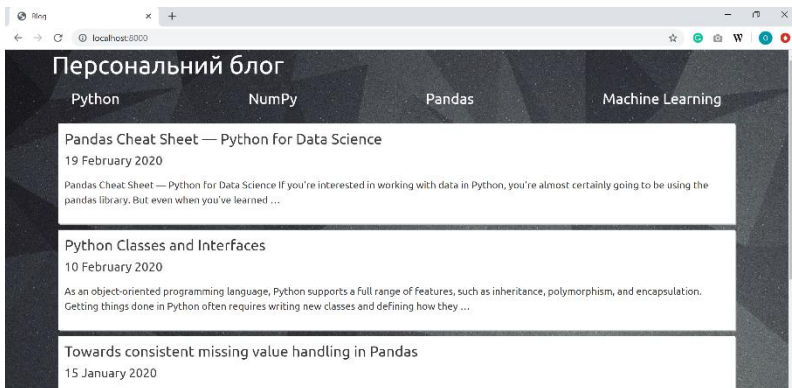 Blog
localhost:8000
Персональний блог
Python NumPy Pandas Machine Learning
Pandas Cheat Sheet — Python for Data Science
19 February 2020
Pandas Cheat Sheet — Python for Data Science If you're interested in working with data in Python, you're almost certainly going to be using the
pandas library. But even when you've learned …
Python Classes and Interfaces
10 February 2020
As an object-oriented programming language, Python supports a full range of features, such as inheritance, polymorphism, and encapsulation.
Getting things done in Python often requires writing new classes and defining how they …
Towards consistent missing value handling in Pandas
15 January 2020